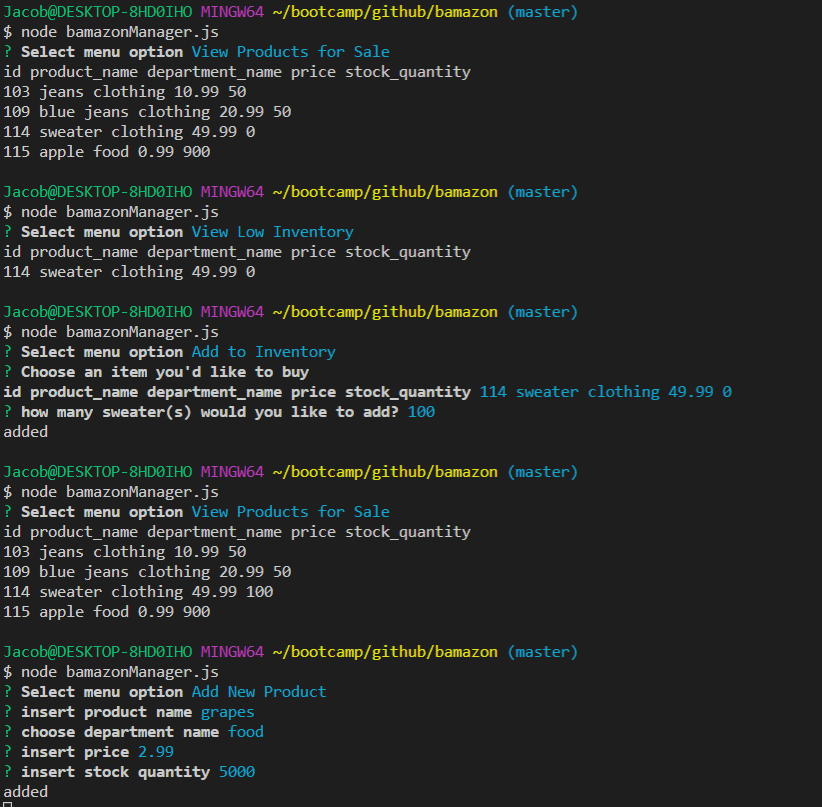 Jacob@DESKTOP-8HD0IHO MINGW64 ~/bootcamp/github/bamazon (master)
$ node bamazonManager.js
? Select menu option View Products for Sale
id product_name department_name price stock_quantity
103 jeans clothing 10.99 50
109 blue jeans clothing 20.99 50
114 sweater clothing 49.99 0
115 apple food 0.99 900
Jacob@DESKTOP-8HD0IHO MINGW64 ~/bootcamp/github/bamazon (master)
$ node bamazonManager.js
? Select menu option View Low Inventory
id product_name department_name price stock_quantity
114 sweater clothing 49.99 0
Jacob@DESKTOP-8HD0IHO MINGW64 ~/bootcamp/github/bamazon (master)
$ node bamazonManager.js
? Select menu option Add to Inventory
? Choose an item you'd like to buy
id product_name department_name price stock_quantity 114 sweater clothing 49.99 0
? how many sweater(s) would you like to add? 100
added
Jacob@DESKTOP-8HD0IHO MINGW64 ~/bootcamp/github/bamazon (master)
$ node bamazonManager.js
? Select menu option View Products for Sale
id product_name department_name price stock_quantity
103 jeans clothing 10.99 50
109 blue jeans clothing 20.99 50
114 sweater clothing 49.99 100
115 apple food 0.99 900
Jacob@DESKTOP-8HD0IHO MINGW64 ~/bootcamp/github/bamazon (master)
$ node bamazonManager.js
? Select menu option Add New Product
? insert product name grapes
? choose department name food
? insert price 2.99
? insert stock quantity 5000
added